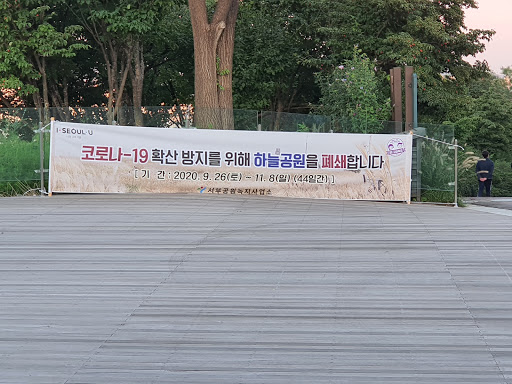 I·SEOUL·U
코로나-19 확산 방지를 위해 하늘공원을 폐쇄합니다
[ 기 간 : 2020. 9. 26(토) ~ 11. 8(일) (44일간) ]
서부공원녹지사업소